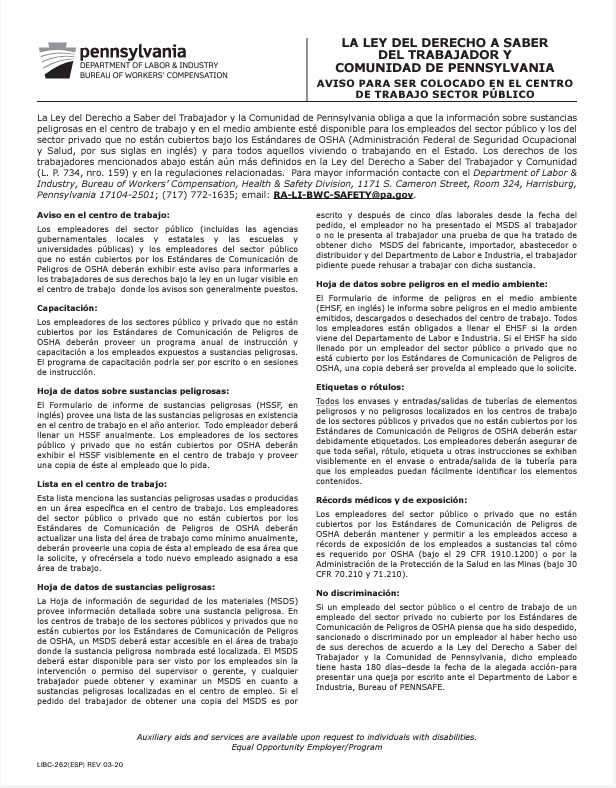 pennsylvania
DEPARTMENT OF LABOR & INDUSTRY
BUREAU OF WORKERS' COMPENSATION
LA LEY DEL DERECHO A SABER
DEL TRABAJADOR Y
COMUNIDAD DE PENNSYLVANIA
AVISO PARA SER COLOCADO EN EL CENTRO
DE TRABAJO SECTOR PÚBLICO
La Ley del Derecho a Saber del Trabajador y la Comunidad de Pennsylvania obliga a que la información sobre sustancias
peligrosas en el centro de trabajo y en el medio ambiente esté disponible para los empleados del sector público y los del
sector privado que no están cubiertos bajo los Estándares de OSHA (Administración Federal de Seguridad Ocupacional
y Salud, por sus siglas en inglés) y para todos aquellos viviendo o trabajando en el Estado. Los derechos de los
trabajadores mencionados abajo están aún más definidos en la Ley del Derecho a Saber del Trabajador y Comunidad
(L. P. 734, nro. 159) y en la regulaciones relacionadas. Para mayor información contacte con el Department of Labor &
Industry, Bureau of Workers' Compensation, Health & Safety Division, 1171 S. Cameron Street, Room 324, Harrisburg,
Pennsylvania 17104-2501; (717) 772-1635; email: RA-LI-BWC-SAFETY@pa.gov.
Aviso en el centro de trabajo:
Los empleadores del sector público (incluidas las agencias
gubernamentales locales y estatales y las escuelas y
universidades públicas) y los empleadores del sector público
que no están cubiertos por los Estándares de Comunicación de
Peligros de OSHA deberán exhibir este aviso para informarles a
los trabajadores de sus derechos bajo la ley en un lugar visible en
el centro de trabajo donde los avisos son generalmente puestos.
Capacitación:
Los empleadores de los sectores público y privado que no están
cubiertos por los Estándares de Comunicación de Peligros de
OSHA deberán proveer un programa anual de instrucción y
capacitación a los empleados expuestos a sustancias peligrosas.
El programa de capacitación podría ser por escrito o en sesiones
de instrucción.
Hoja de datos sobre sustancias peligrosas:
El Formulario de informe de sustancias peligrosas (HSSF, en
inglés) provee una lista de las sustancias peligrosas en existencia
en el centro de trabajo en el año anterior. Todo empleador deberá
llenar un HSSF anualmente. Los empleadores de los sectores
público y privado que no están cubiertos por OSHA deberán
exhibir el HSSF visiblemente en el centro de trabajo y proveer
una copia de éste al empleado que lo pida.
Lista en el centro de trabajo:
Esta lista menciona las sustancias peligrosas usadas o producidas
en un área específica en el centro de trabajo. Los empleadores
del sector público o privado que no están cubiertos por los
Estándares de Comunicación de Peligros de OSHA deberán
actualizar una lista del área de trabajo como mínimo anualmente,
deberán proveerle una copia de ésta al empleado de esa área que
la solicite, y ofrecérsela a todo nuevo empleado asignado a esa
área de trabajo.
Hoja de datos de sustancias peligrosas:
La Hoja de información de seguridad de los materiales (MSDS)
provee información detallada sobre una sustancia peligrosa. En
los centros de trabajo de los sectores públicos y privados que no
están cubiertos por los Estándares de Comunicación de Peligros
de OSHA, un MSDS deberá estar accesible en el área de trabajo
donde la sustancia peligrosa nombrada esté localizada. El MSDS
deberá estar disponible para ser visto por los empleados sin la
intervención o permiso del supervisor o gerente, y cualquier
trabajador puede obtener y examinar un MSDS en cuanto a
sustancias peligrosas localizadas en el centro de empleo. Si el
pedido del trabajador de obtener una copia del MSDS es por
escrito y después de cinco días laborales desde la fecha del
pedido, el empleador no ha presentado el MSDS al trabajador
o no le presenta al trabajador una prueba de que ha tratado de
obtener dicho MSDS del fabricante, importador, abastecedor o
distribuidor y del Departmento de Labor e Industria, el trabajador
pidiente puede rehusar a trabajar con dicha sustancia.
Hoja de datos sobre peligros en el medio ambiente:
El Formulario de informe de peligros en el medio ambiente
(EHSF, en inglés) le informa sobre peligros en el medio ambiente
emitidos, descargados o desechados del centro de trabajo. Todos
los empleadores están obligados a llenar el EHSF si la orden
viene del Departamento de Labor e Industria. Si el EHSF ha sido
llenado por un empleador del sector público o privado que no
está cubierto por los Estándares de Comunicación de Peligros de
OSHA, una copia deberá ser proveída al empleado que lo solicite.
Etiquetas o rótulos:
Todos los envases y entradas/salidas de tuberías de elementos
peligrosos y no peligrosos localizados en los centros de trabajo
de los sectores públicos y privados que no están cubiertos por los
Estándares de Comunicación de Peligros de OSHA deberán estar
debidamente etiquetados. Los empleadores deberán asegurar de
que toda señal, rótulo, etiqueta u otras instrucciones se exhiban
visiblemente en el envase o entrada/salida de la tubería para
que los empleados puedan fácilmente identificar los elementos
contenidos.
Récords médicos y de exposición:
Los empleadores del sector público o privado que no están
cubiertos por los Estándares de Comunicación de Peligros de
OSHA deberán mantener y permitir a los empleados acceso a
récords de exposición de los empleados a sustancias tal cómo
es requerido por OSHA (bajo el 29 CFR 1910.1200) o por la
Administración de la Protección de la Salud en las Minas (bajo 30
CFR 70.210 y 71.210).
No discriminación:
Si un empleado del sector público o el centro de trabajo de un
empleado del sector privado no cubierto por los Estándares de
Comunicación de Peligros de OSHA piensa que ha sido despedido,
sancionado o discriminado por un empleador al haber hecho uso
de sus derechos de acuerdo a la Ley del Derecho a Saber del
Trabajador y la Comunidad de Pennsylvania, dicho empleado
tiene hasta 180 días–desde la fecha de la alegada acción-para
presentar una queja por escrito ante el Departamento de Labor e
Industria, Bureau of PENNSAFE.
Auxiliary aids and services are available upon request to individuals with disabilities.
Equal Opportunity Employer/Program
LIBC-262(ESP) REV 03-20